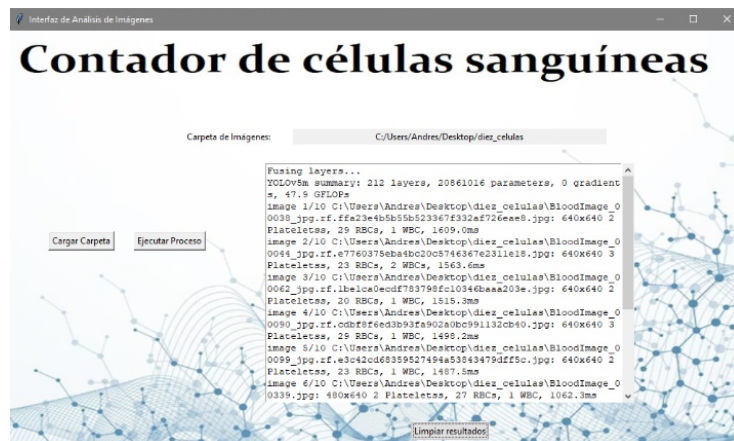 Interfaz de Análisis de Imágenes
Contador de células sanguíneas
Carpeta de Imágenes: C:/Users/Andres/Desktop/diez_celulas
Fusing layers...
YOLOv5m summary: 212 layers, 20861016 parameters, 0 gradient
s, 47.9 GFLOPs
image 1/10 C:\Users\Andres\Desktop\diez_celulas\BloodImage_0
0038_jpg.rf.ffa23e4b5b55b523367f332af726eae8.jpg: 640x640 2
Plateletss, 29 RBCs, 1 WBC, 1609.0ms
image 2/10 C:\Users\Andres\Desktop\diez_celulas\BloodImage_0
0044_jpg.rf.e7760375eba4bc20c5746367e2311e18.jpg: 640x640 3
Plateletss, 23 RBCs, 2 WBCs, 1563.6ms
image 3/10 C:\Users\Andres\Desktop\diez_celulas\BloodImage_0
0062_jpg.rf.1be1ca0ecdf783798fc10346baaa203e.jpg: 640x640 2
Plateletss, 20 RBCs, 1 WBC, 1515.3ms
image 4/10 C:\Users\Andres\Desktop\diez_celulas\BloodImage_0
0090_jpg.rf.cdbf8f6ed3b93fa902a0bc991132cb40.jpg: 640x640 3
Plateletss, 29 RBCs, 1 WBC, 1498.2ms
image 5/10 C:\Users\Andres\Desktop\diez_celulas\BloodImage_0
0099_jpg.rf.e3c42cd68359527494a53843479dff5c.jpg: 640x640 2
Plateletss, 23 RBCs, 1 WBC, 1487.5ms
image 6/10 C:\Users\Andres\Desktop\diez_celulas\BloodImage_0
0339.jpg: 480x640 2 Plateletss, 27 RBCs, 1 WBC, 1062.3ms
Cargar Carpeta Ejecutar Proceso
Limpiar resultados